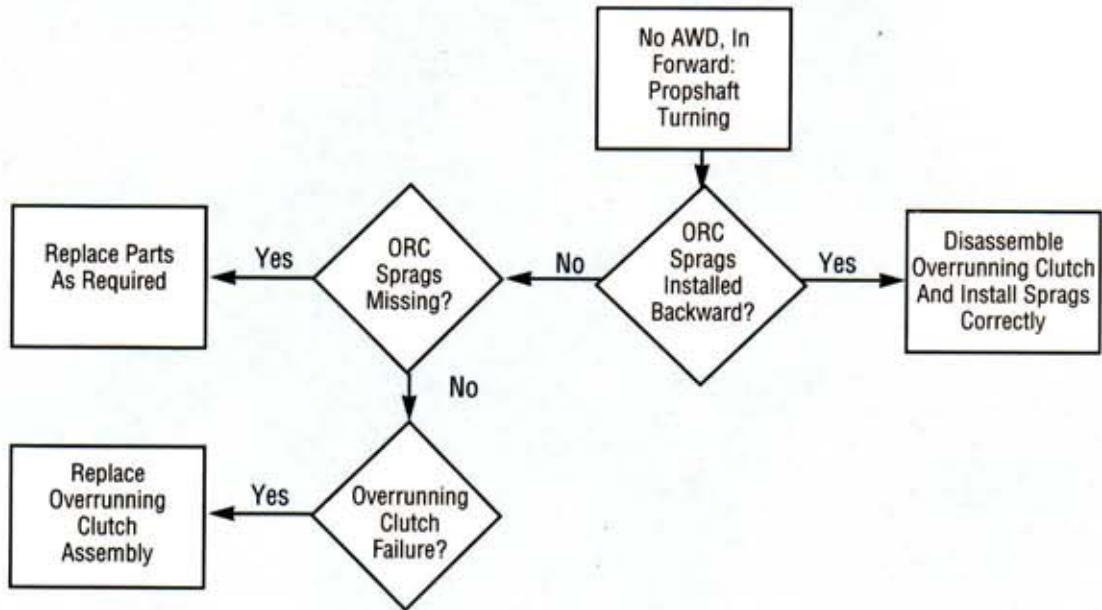 No AWD, In
Forward:
Propshaft
Turning
ORC
Sprags
Installed
Backward?
Yes
Disassemble
Overrunning Clutch
And Install Sprags
Correctly
No
ORC
Sprags
Missing?
Yes
Replace Parts
As Required
No
Overrunning
Clutch
Failure?
Yes
Replace
Overrunning
Clutch
Assembly